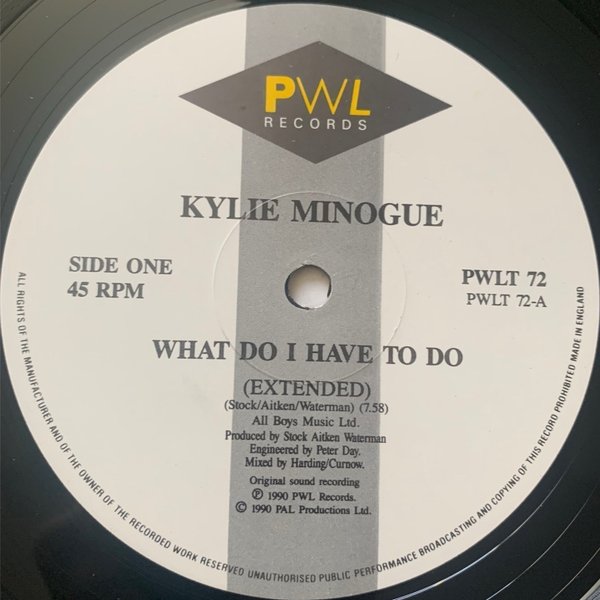 PWL
RECORDS
KYLIE MINOGUE
SIDE ONE
45 RPM
PWLT 72
PWLT 72-A
WHAT DO I HAVE TO DO
(EXTENDED)
(Stock/Aitken/Waterman) (7.58)
All Boys Music Ltd.
Produced by Stock Aitken Waterman
Engineered by Peter Day.
Mixed by Harding/Curnow.
Original sound recording
℗ 1990 PWL Records.
© 1990 PAL Productions Ltd.
ALL RIGHTS OF THE MANUFACTURER AND OF THE OWNER OF THE RECORDED WORK RESERVED UNAUTHORISED PUBLIC PERFORMANCE BROADCASTING AND COPYING OF THIS RECORD PROHIBITED MADE IN ENGLAND